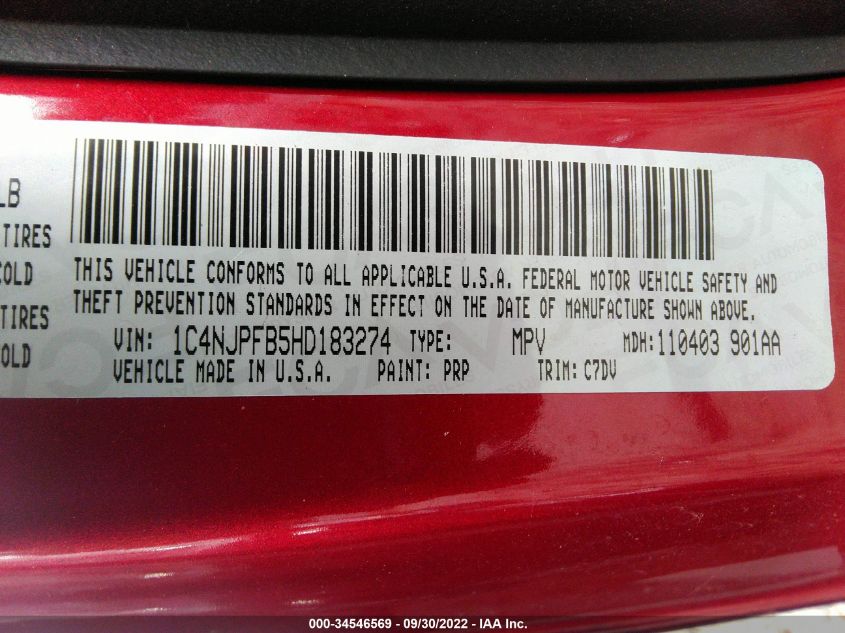 LB
TIRES
COLD
TIRES
OLD
THIS VEHICLE CONFORMS TO ALL APPLICABLE U.S.A. FEDERAL MOTOR VEHICLE SAFETY AND
THEFT PREVENTION STANDARDS IN EFFECT ON THE DATE OF MANUFACTURE SHOWN ABOVE.
VIN: 1C4NJPFB5HD183274 TYPE: MPV MDH: 110403 901AA
VEHICLE MADE IN U.S.A. PAINT: PRP TRIM: C7DV
000-34546569 - 09/30/2022 - IAA Inc.